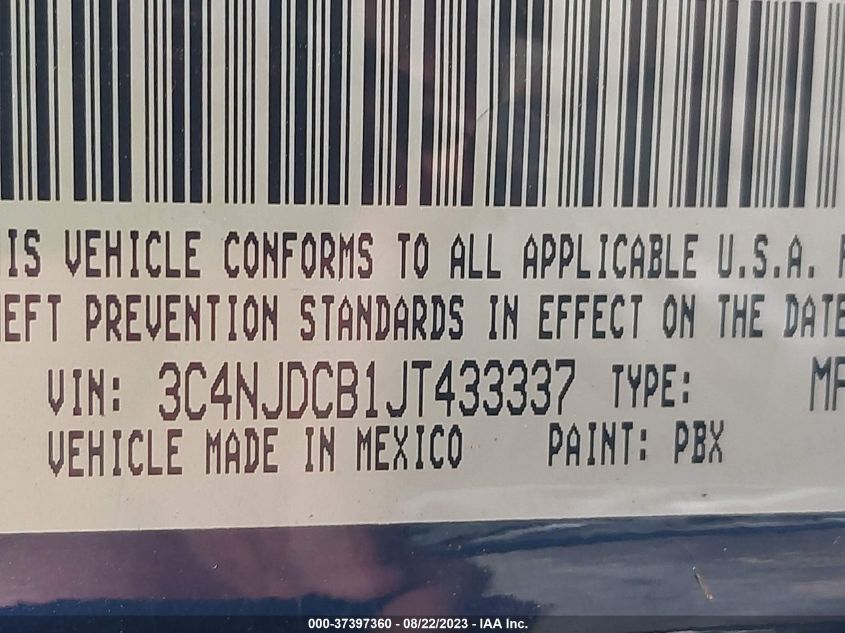 IS VEHICLE CONFORMS TO ALL APPLICABLE U.S.A.
EFT PREVENTION STANDARDS IN EFFECT ON THE DATE
VIN: 3C4NJDCB1JT433337 TYPE: MP
VEHICLE MADE IN MEXICO PAINT: PBX
000-37397360 - 08/22/2023 - IAA Inc.